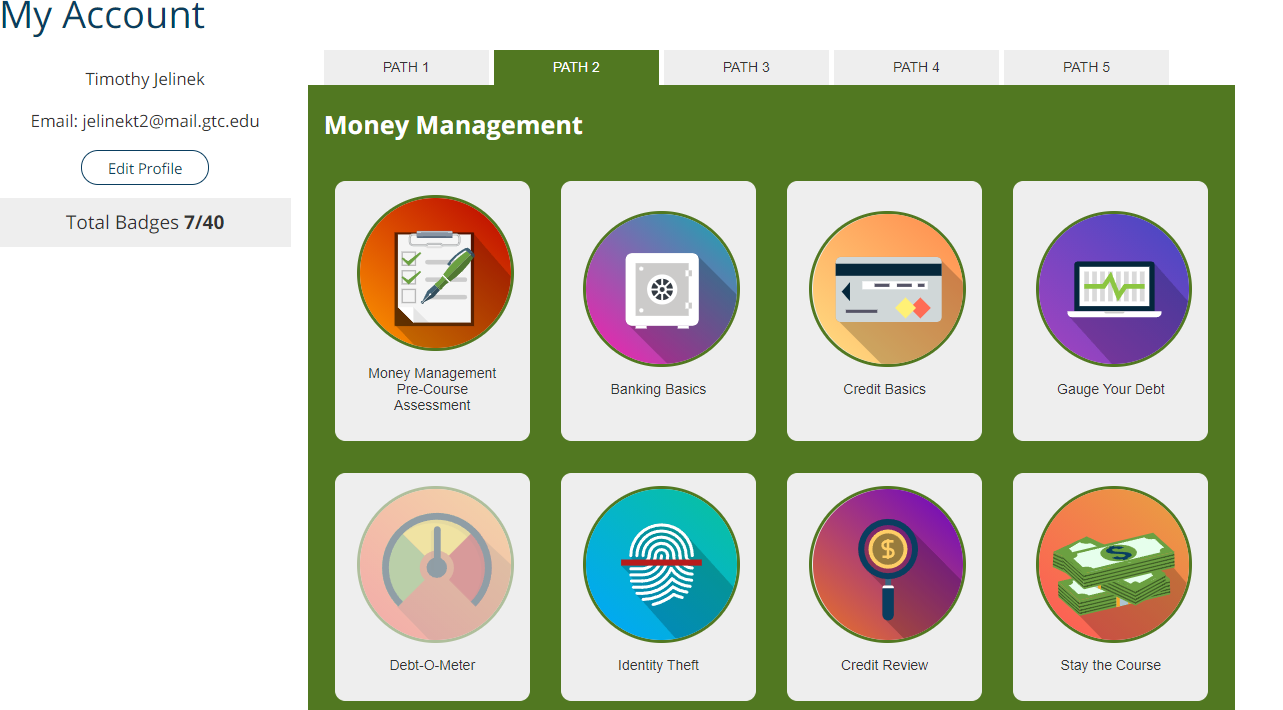 My Account
Timothy Jelinek
Email: jelinekt2@mail.gtc.edu
Edit Profile
Total Badges 7/40
PATH 1
PATH 2
PATH 3
PATH 4
PATH 5
Money Management
Money Management
Pre-Course
Assessment
Banking Basics
Credit Basics
Gauge Your Debt
Debt-O-Meter
Identity Theft
Credit Review
Stay the Course